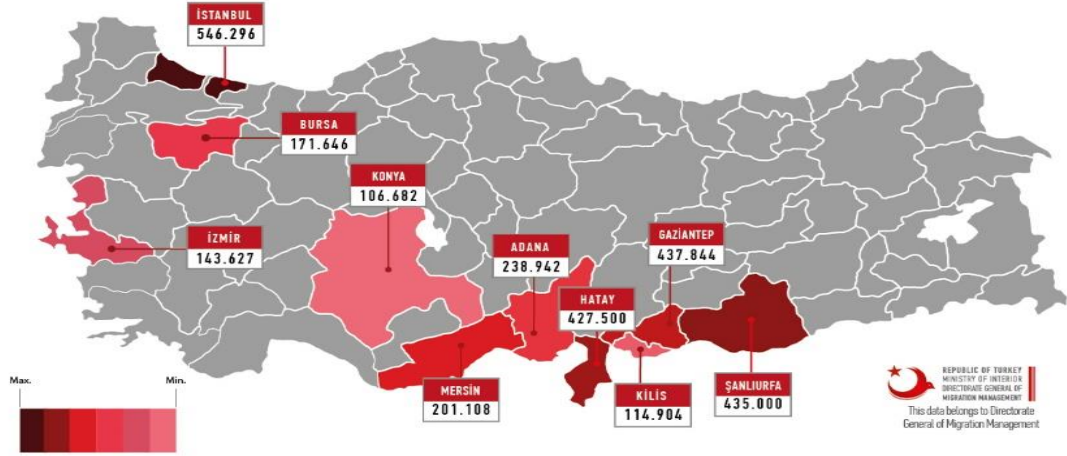 İSTANBUL
546.296
BURSA
171.646
KONYA
106.682
İZMİR
143.627
ADANA
238.942
GAZİANTEP
437.844
HATAY
427.500
MERSİN
201.108
KİLİS
114.904
ŞANLIURFA
435.000
Max.
Min.
REPUBLIC OF TURKEY
MINISTRY OF INTERIOR
DIRECTORATE GENERAL OF
MIGRATION MANAGEMENT
This data belongs to Directorate
General of Migration Management